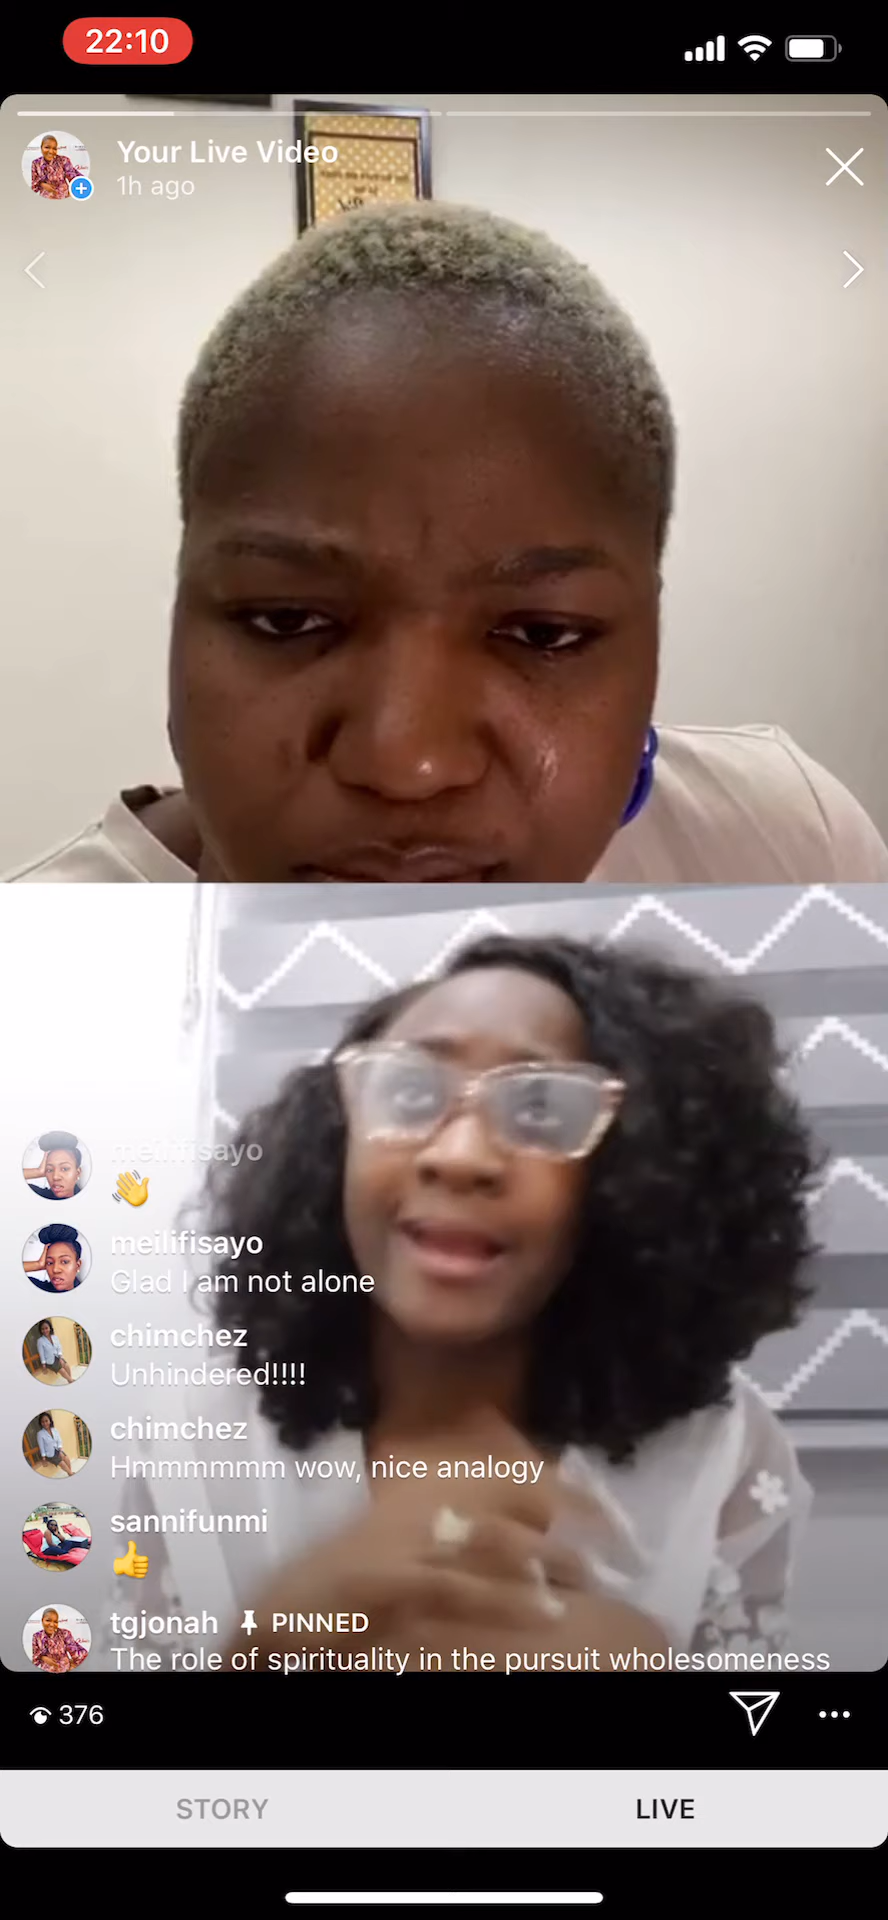 22:10
Your Live Video
1h ago
meilifisayo
👋
meilifisayo
Glad I am not alone
chimchez
Unhindered!!!!
chimchez
Hmmmmmm wow, nice analogy
sannifunmi
👍
tgjonah PINNED
The role of spirituality in the pursuit wholesomeness
376
STORY
LIVE